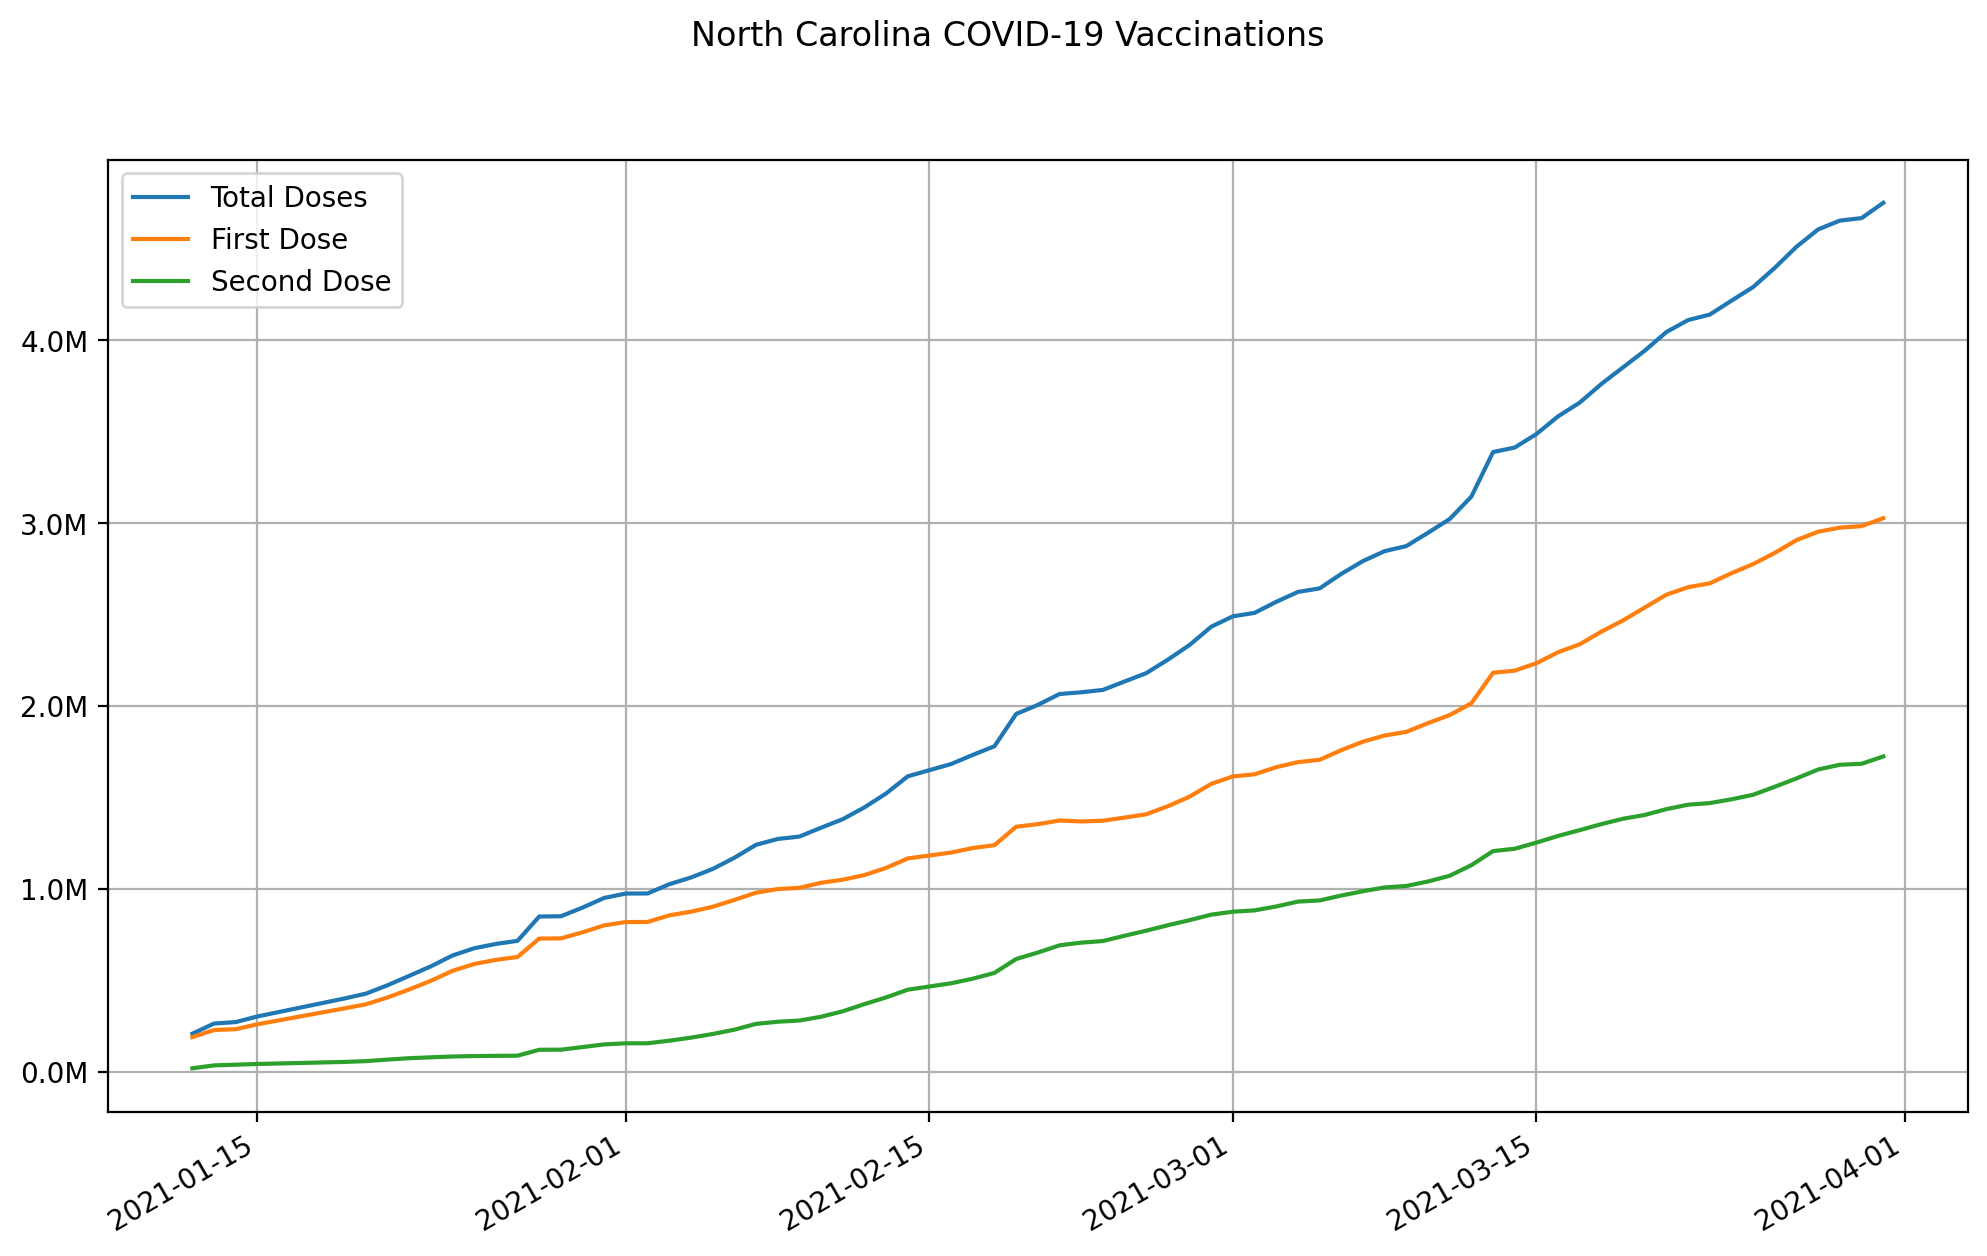 North Carolina COVID-19 Vaccinations
Total Doses
First Dose
Second Dose
4.0M
3.0M
2.0M
1.0M
0.0M
2021-01-15
2021-02-01
2021-02-15
2021-03-01
2021-03-15
2021-04-01